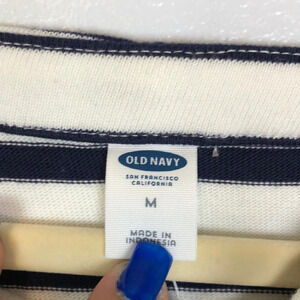 OLD NAVY
SAN FRANCISCO
CALIFORNIA
M
MADE IN
INDONESIA